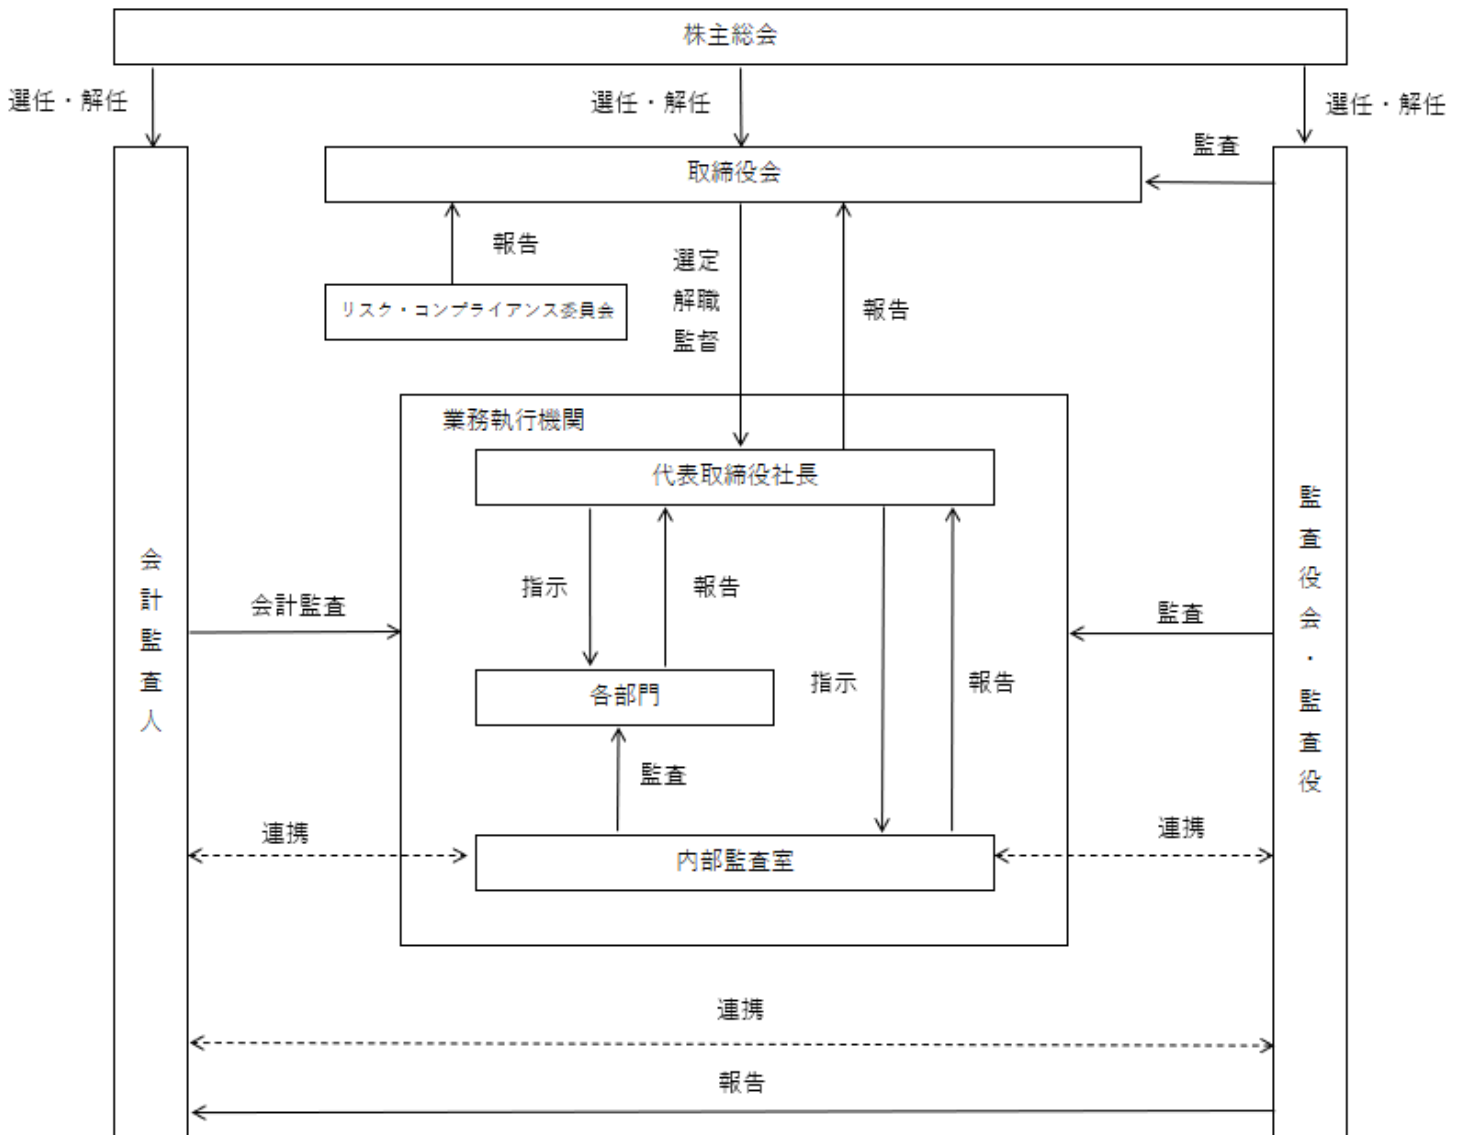 株主総会
選任・解任
選任・解任
選任・解任
監査
取締役会
報告
選定
解職
監督
報告
リスク・コンプライアンス委員会
業務執行機関
代表取締役社長
会計監査人
会計監査
指示
報告
指示
報告
監査
監査役会・監査役
各部門
監査
連携
内部監査室
連携
連携
報告